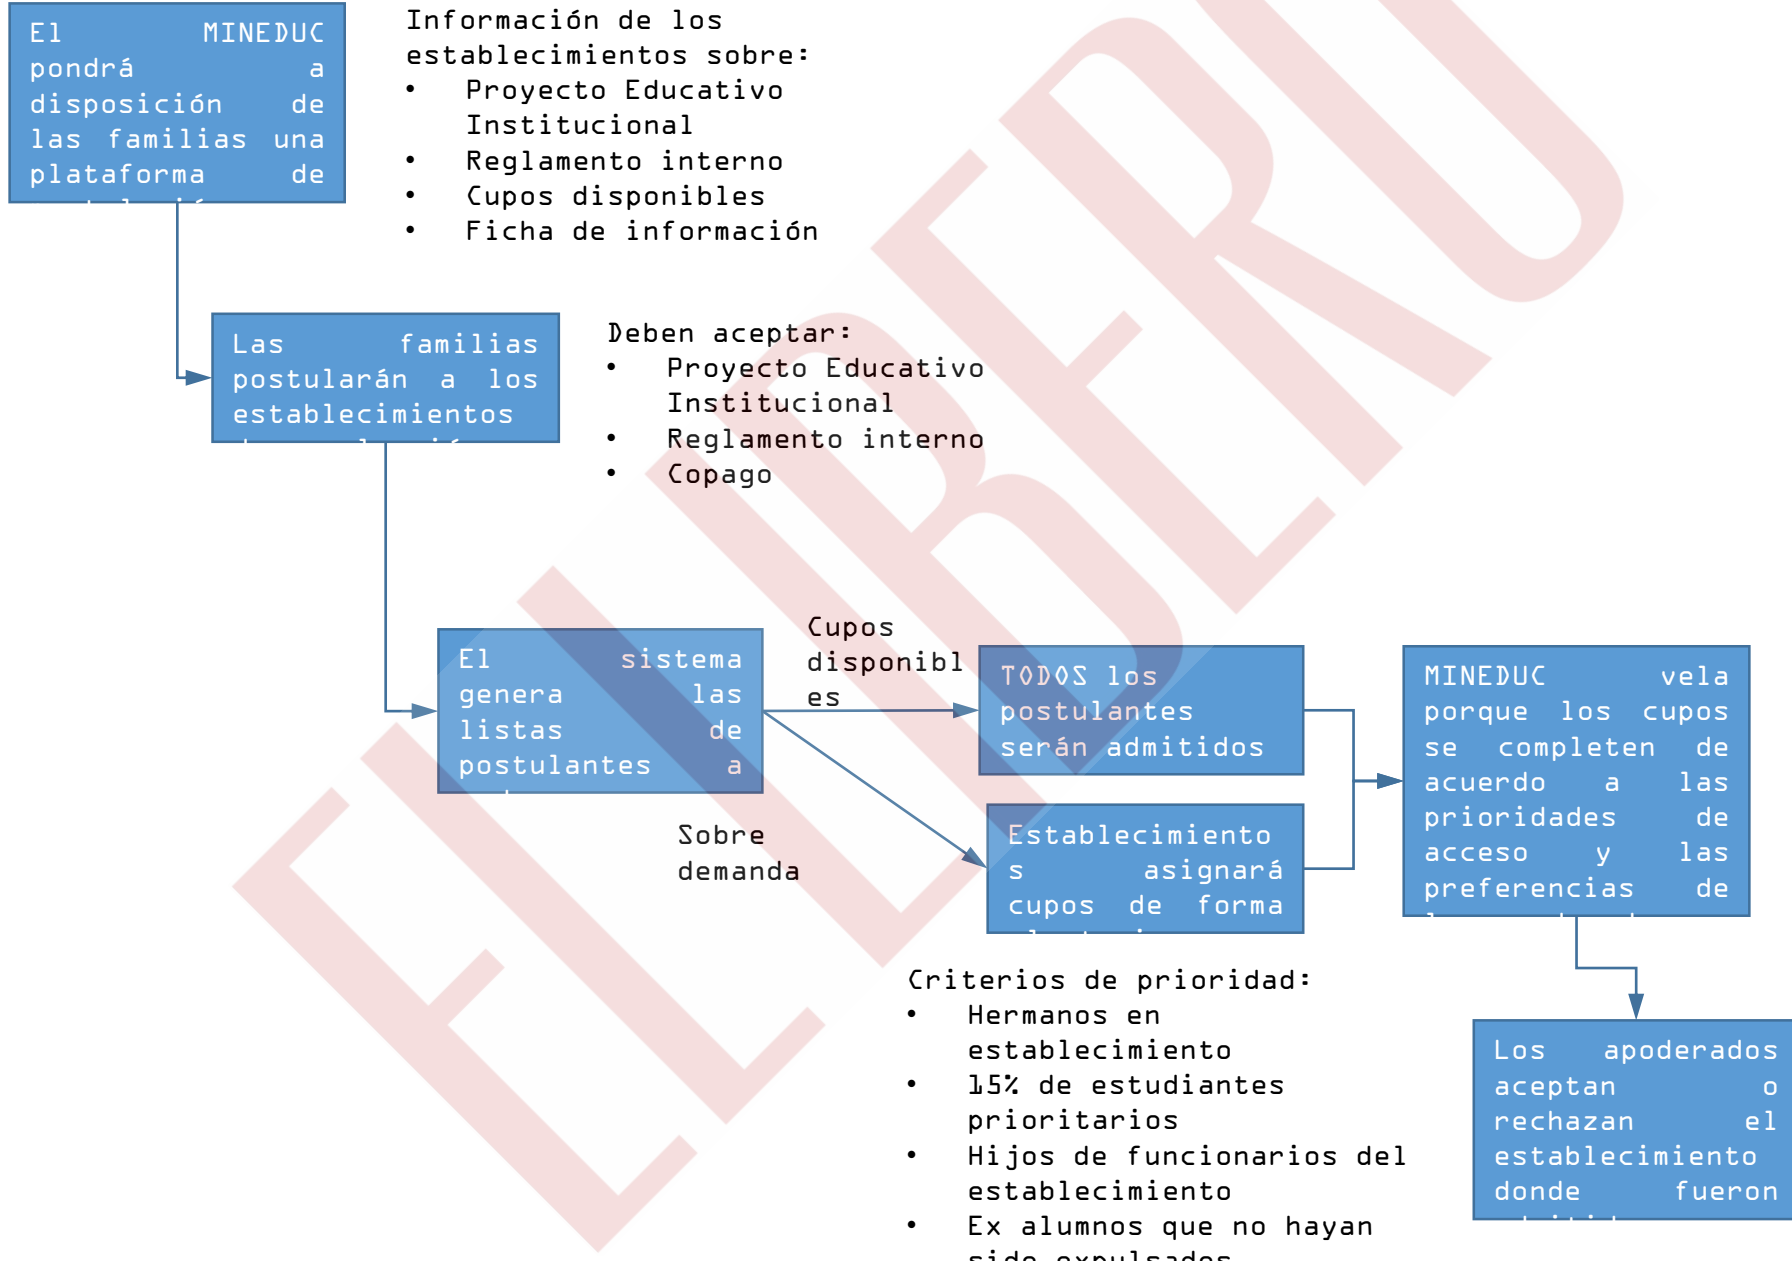 El MINEDUC
pondrá a
disposición de
las familias una
plataforma de
Información de los
establecimientos sobre:
• Proyecto Educativo
Institucional
• Reglamento interno
• Cupos disponibles
• Ficha de información
Las familias
postularán a los
establecimientos
Deben aceptar:
• Proyecto Educativo
Institucional
• Reglamento interno
• Copago
El sistema
genera las
listas de
postulantes a
Cupos
disponibl
es
Sobre
demanda
TODOS los
postulantes
serán admitidos
Establecimiento
s asignará
cupos de forma
MINEDUC vela
porque los cupos
se completen de
acuerdo a las
prioridades de
acceso y las
preferencias de
Criterios de prioridad:
• Hermanos en
establecimiento
• 15% de estudiantes
prioritarios
• Hijos de funcionarios del
establecimiento
• Ex alumnos que no hayan
sido expulsados
Los apoderados
aceptan o
rechazan el
establecimiento
donde fueron
EL LIBERO